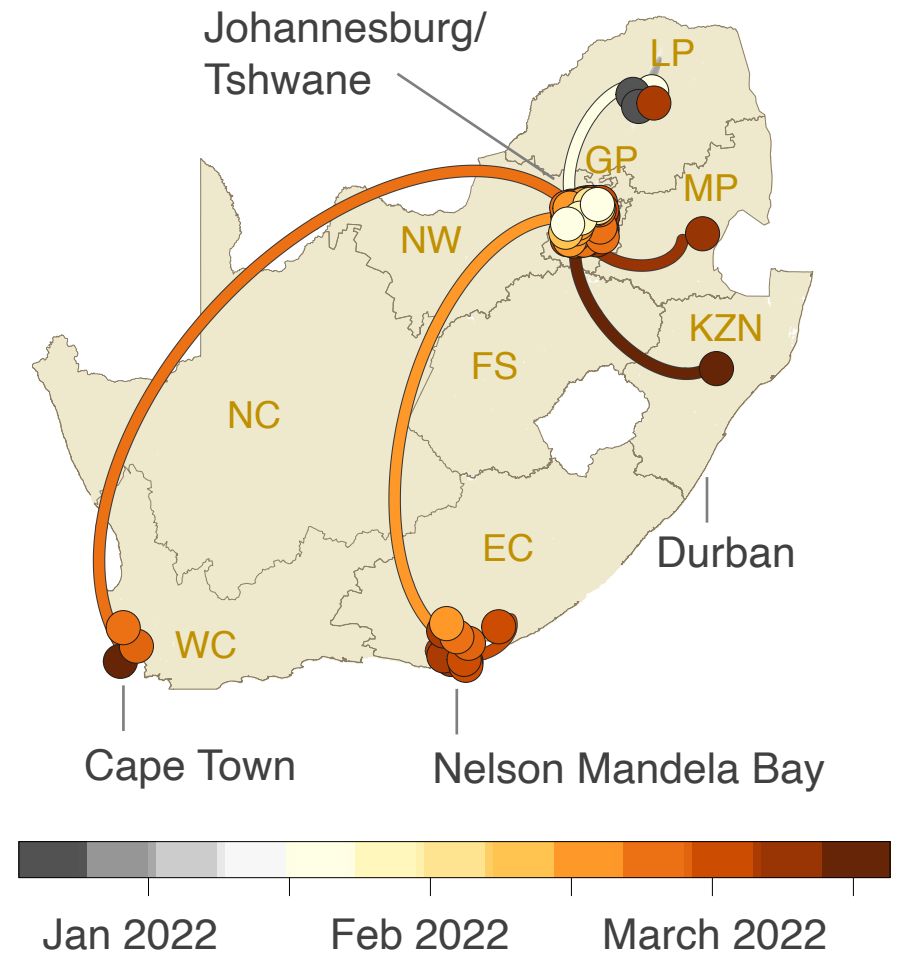 Johannesburg/
Tshwane
LP
GP
MP
NW
KZN
FS
NC
EC
Durban
WC
Cape Town
Nelson Mandela Bay
Jan 2022
Feb 2022
March 2022